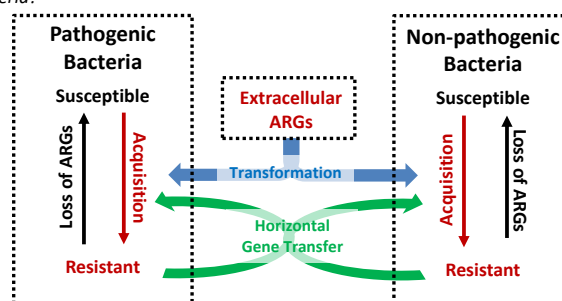 Pathogenic
Bacteria
Susceptible
Loss of ARGs
Acquisition
Resistant
Extracellular
ARGs
Transformation
Horizontal
Gene Transfer
Non-pathogenic
Bacteria
Susceptible
Acquisition
Loss of ARGs
Resistant